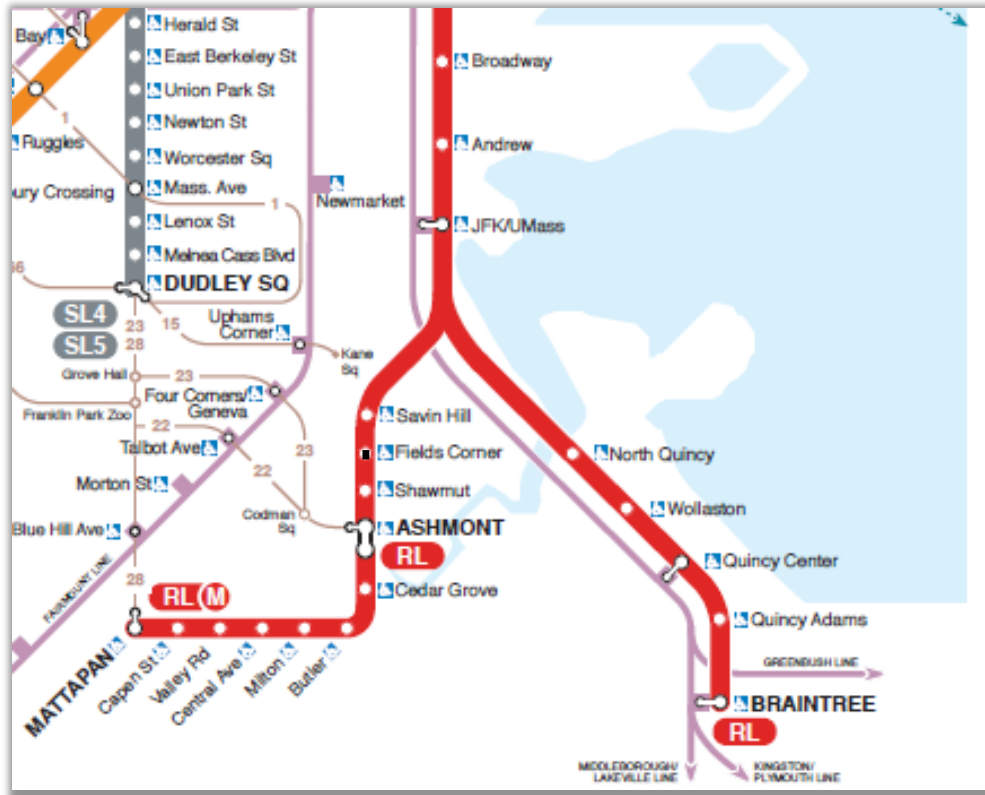 Bay
Herald St
East Berkeley St
Union Park St
Newton St
Worcester Sq
Mass. Ave
Lenox St
Melnea Cass Blvd
DUDLEY SQ
1
Ruggles
ury Crossing
1
66
SL4
SL5
23
28
15
Uphams
Corner
Kane
Sq
Newmarket
Broadway
Andrew
JFK/UMass
Grove Hall
23
Four Corners/
Geneva
Franklin Park Zoo
22
Talbot Ave
23
22
Morton St
Codman
Sq
Blue Hill Ave
28
FAIRMOUNT LINE
Savin Hill
Fields Corner
Shawmut
ASHMONT
RL
Cedar Grove
RL M
MATTAPAN
Capen St
Valley Rd
Central Ave
Milton
Butler
North Quincy
Wollaston
Quincy Center
Quincy Adams
GREENBUSH LINE
BRAINTREE
RL
MIDDLEBOROUGH/
LAKEVILLE LINE
KINGSTON/
PLYMOUTH LINE